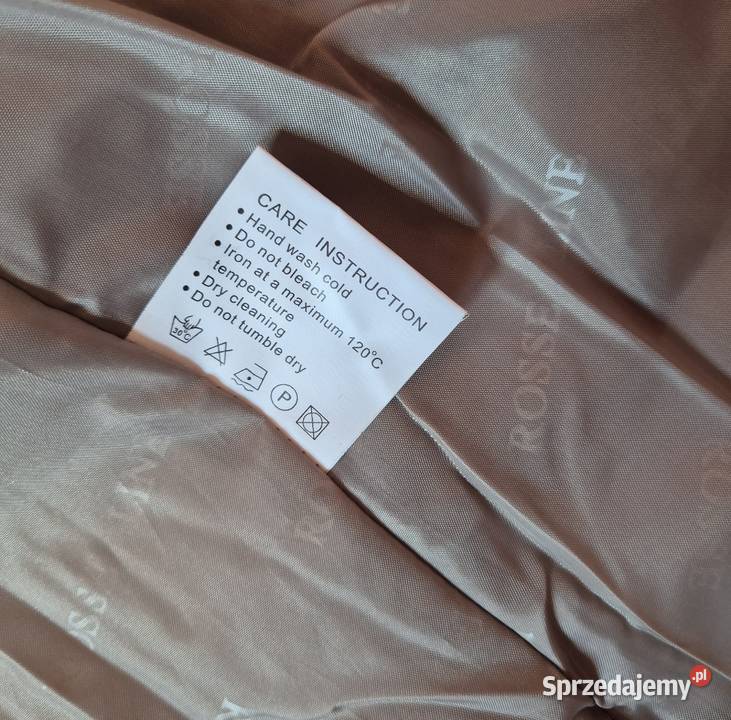 CARE INSTRUCTION
• Hand wash cold
• Do not bleach
• Iron at a maximum 120°C
temperature
• Dry cleaning
• Do not tumble dry
30°C
P
ROSSE
INE
Sprzedajemy.pl